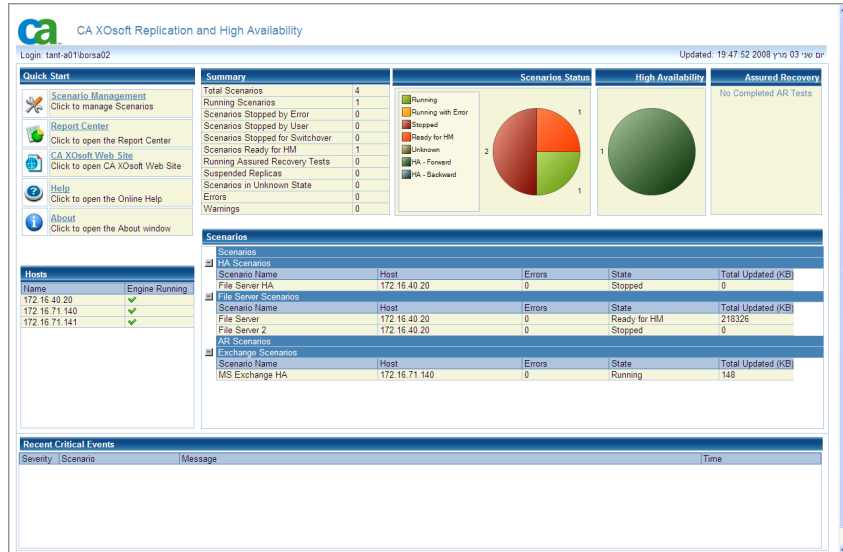 ca
CA XOsoft Replication and High Availability
Login: tant-a01\borsa02
Updated: 19:47:52 2008 יום שני 03 מרץ
Quick Start
Scenario Management
Click to manage Scenarios
Report Center
Click to open the Report Center
CA XOsoft Web Site
Click to open CA XOsoft Web Site
Help
Click to open the Online Help
About
Click to open the About window
Hosts
Name Engine Running
172.16.40.20
172.16.71.140
172.16.71.141
Summary
Total Scenarios 4
Running Scenarios 1
Scenarios Stopped by Error 0
Scenarios Stopped by User 0
Scenarios Stopped for Switchover 0
Scenarios Ready for HM 1
Running Assured Recovery Tests 0
Suspended Replicas 0
Scenarios in Unknown State 0
Errors 0
Warnings 0
Scenarios Status
Running
Running with Error
Stopped
Ready for HM
Unknown
HA - Forward
HA - Backward
1
2
1
High Availability
1
Assured Recovery
No Completed AR Tests
Scenarios
Scenarios
HA Scenarios
Scenario Name Host Errors State Total Updated (KB)
File Server HA 172.16.40.20 0 Stopped 0
File Server Scenarios
Scenario Name Host Errors State Total Updated (KB)
File Server 172.16.40.20 0 Ready for HM 218326
File Server 2 172.16.40.20 0 Stopped 0
AR Scenarios
Exchange Scenarios
Scenario Name Host Errors State Total Updated (KB)
MS Exchange HA 172.16.71.140 0 Running 148
Recent Critical Events
Severity Scenario Message Time